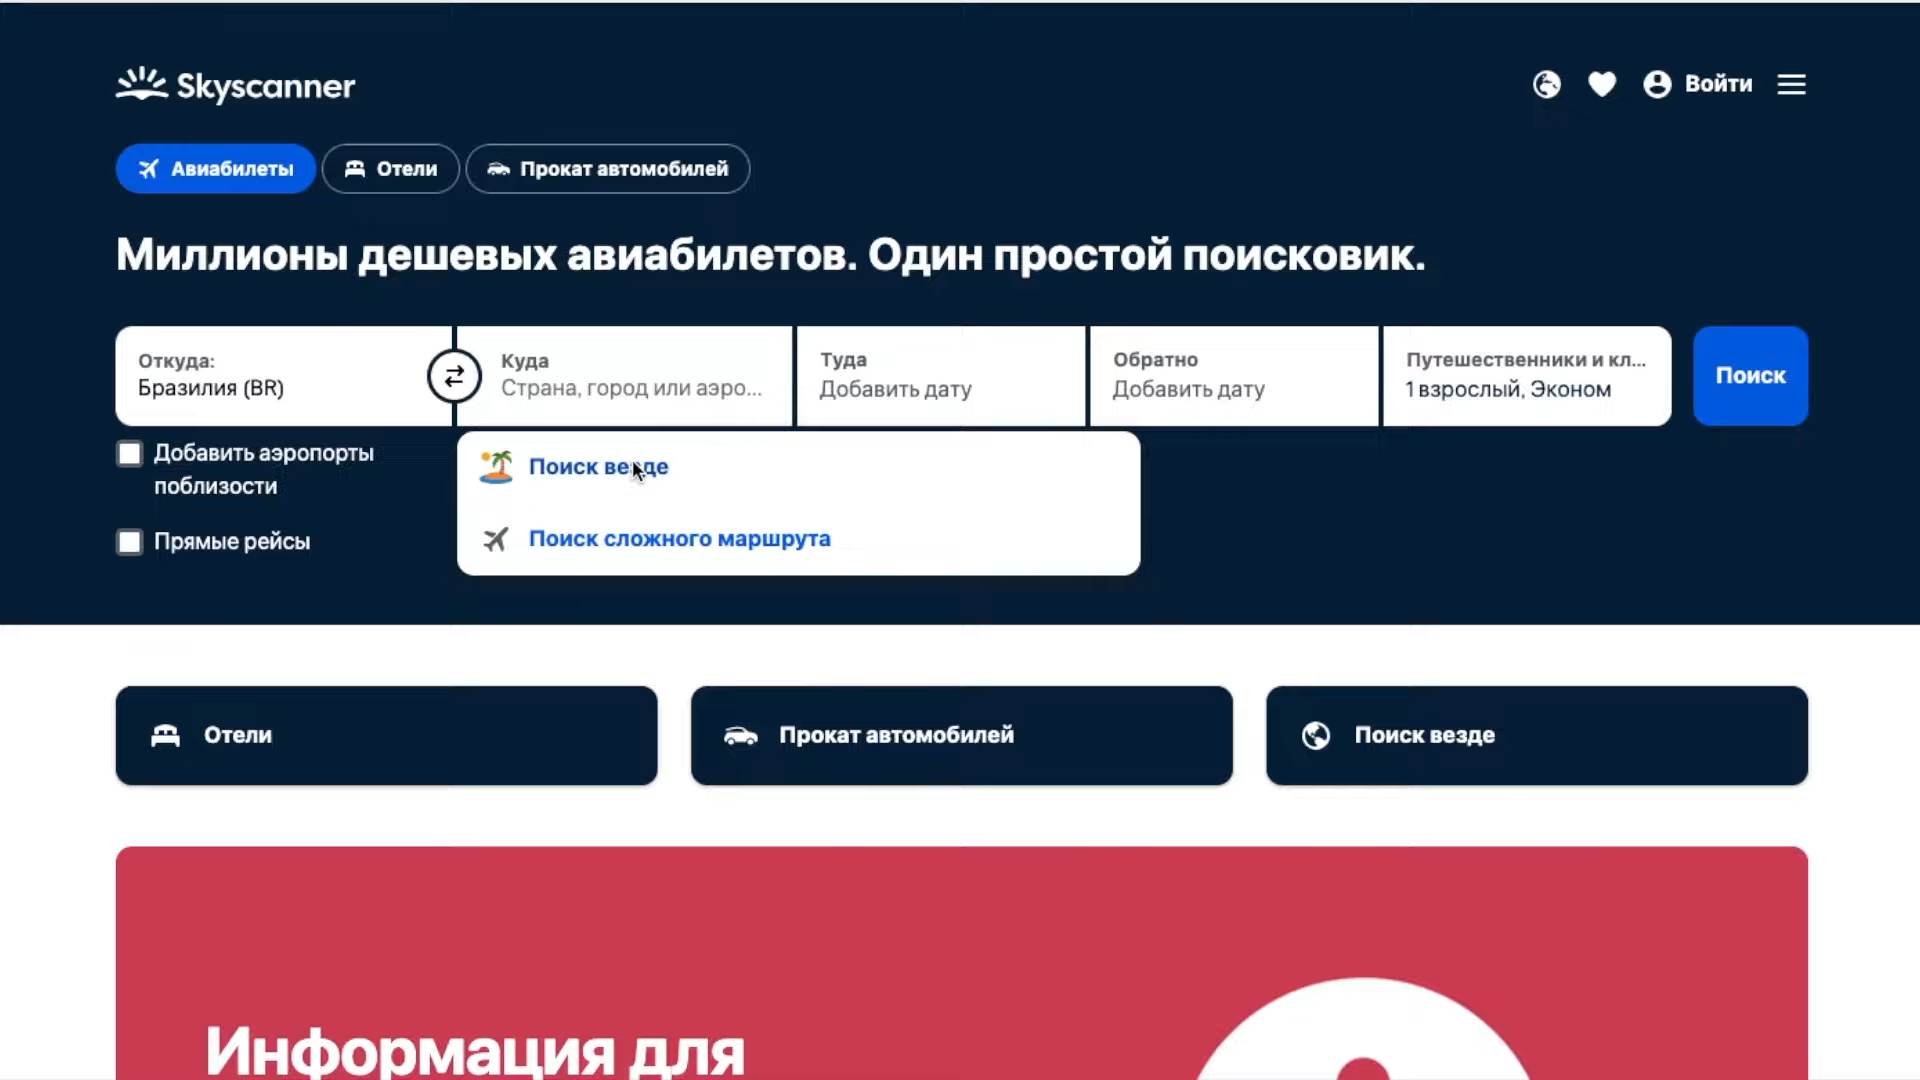 Skyscanner
Войти
Авиабилеты
Отели
Прокат автомобилей
Миллионы дешевых авиабилетов. Один простой поисковик.
Откуда:
Бразилия (BR)
Куда
Страна, город или аэро...
Туда
Добавить дату
Обратно
Добавить дату
Путешественники и кл...
1 взрослый, Эконом
Поиск
Добавить аэропорты
поблизости
Прямые рейсы
Поиск везде
Поиск сложного маршрута
Отели
Прокат автомобилей
Поиск везде
Информация для